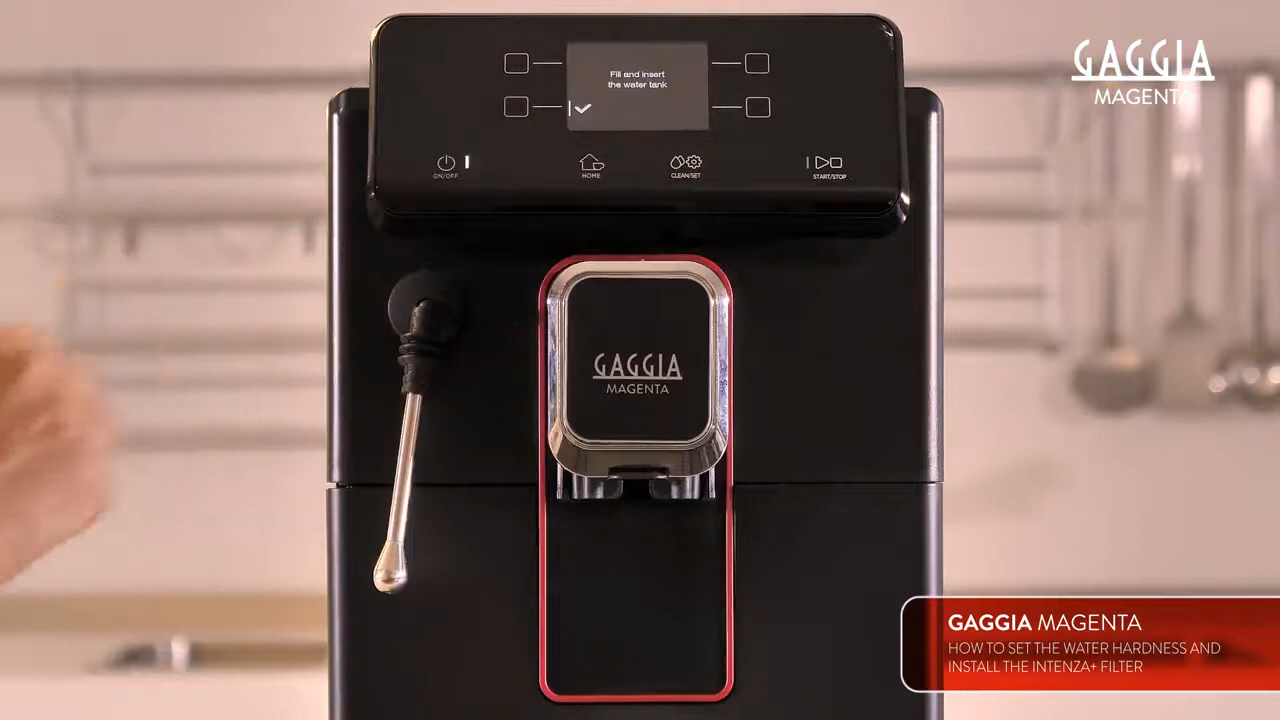 GAGGIA
MAGENTA
Fill and insert
the water tank
ON/OFF
HOME
CLEAN/SET
START/STOP
GAGGIA
MAGENTA
GAGGIA MAGENTA
HOW TO SET THE WATER HARDNESS AND
INSTALL THE INTENZA+ FILTER